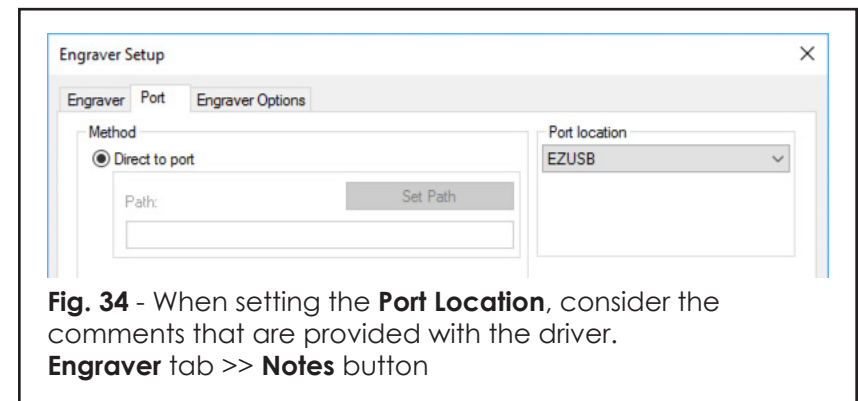 Engraver Setup
Engraver Port Engraver Options
Method
Port location
Direct to port
EZUSB
Path:
Set Path
Fig. 34 - When setting the Port Location, consider the
comments that are provided with the driver.
Engraver tab >> Notes button